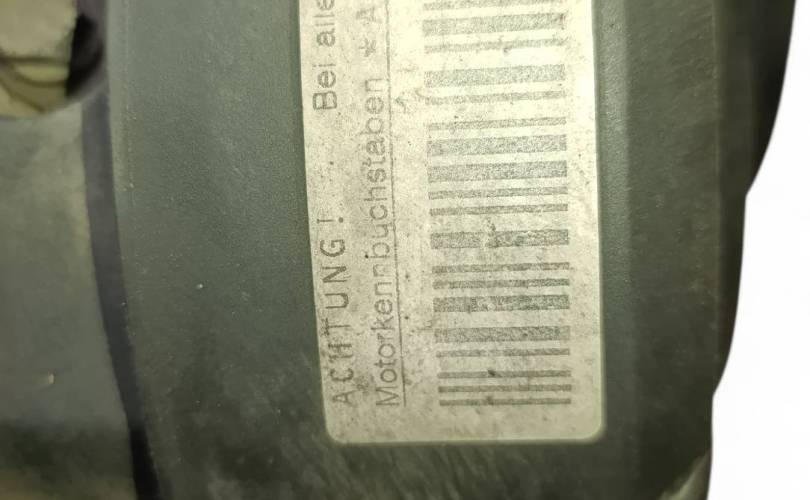 ACHTUNG! Bei alle
Motorkennbuchstaben * A